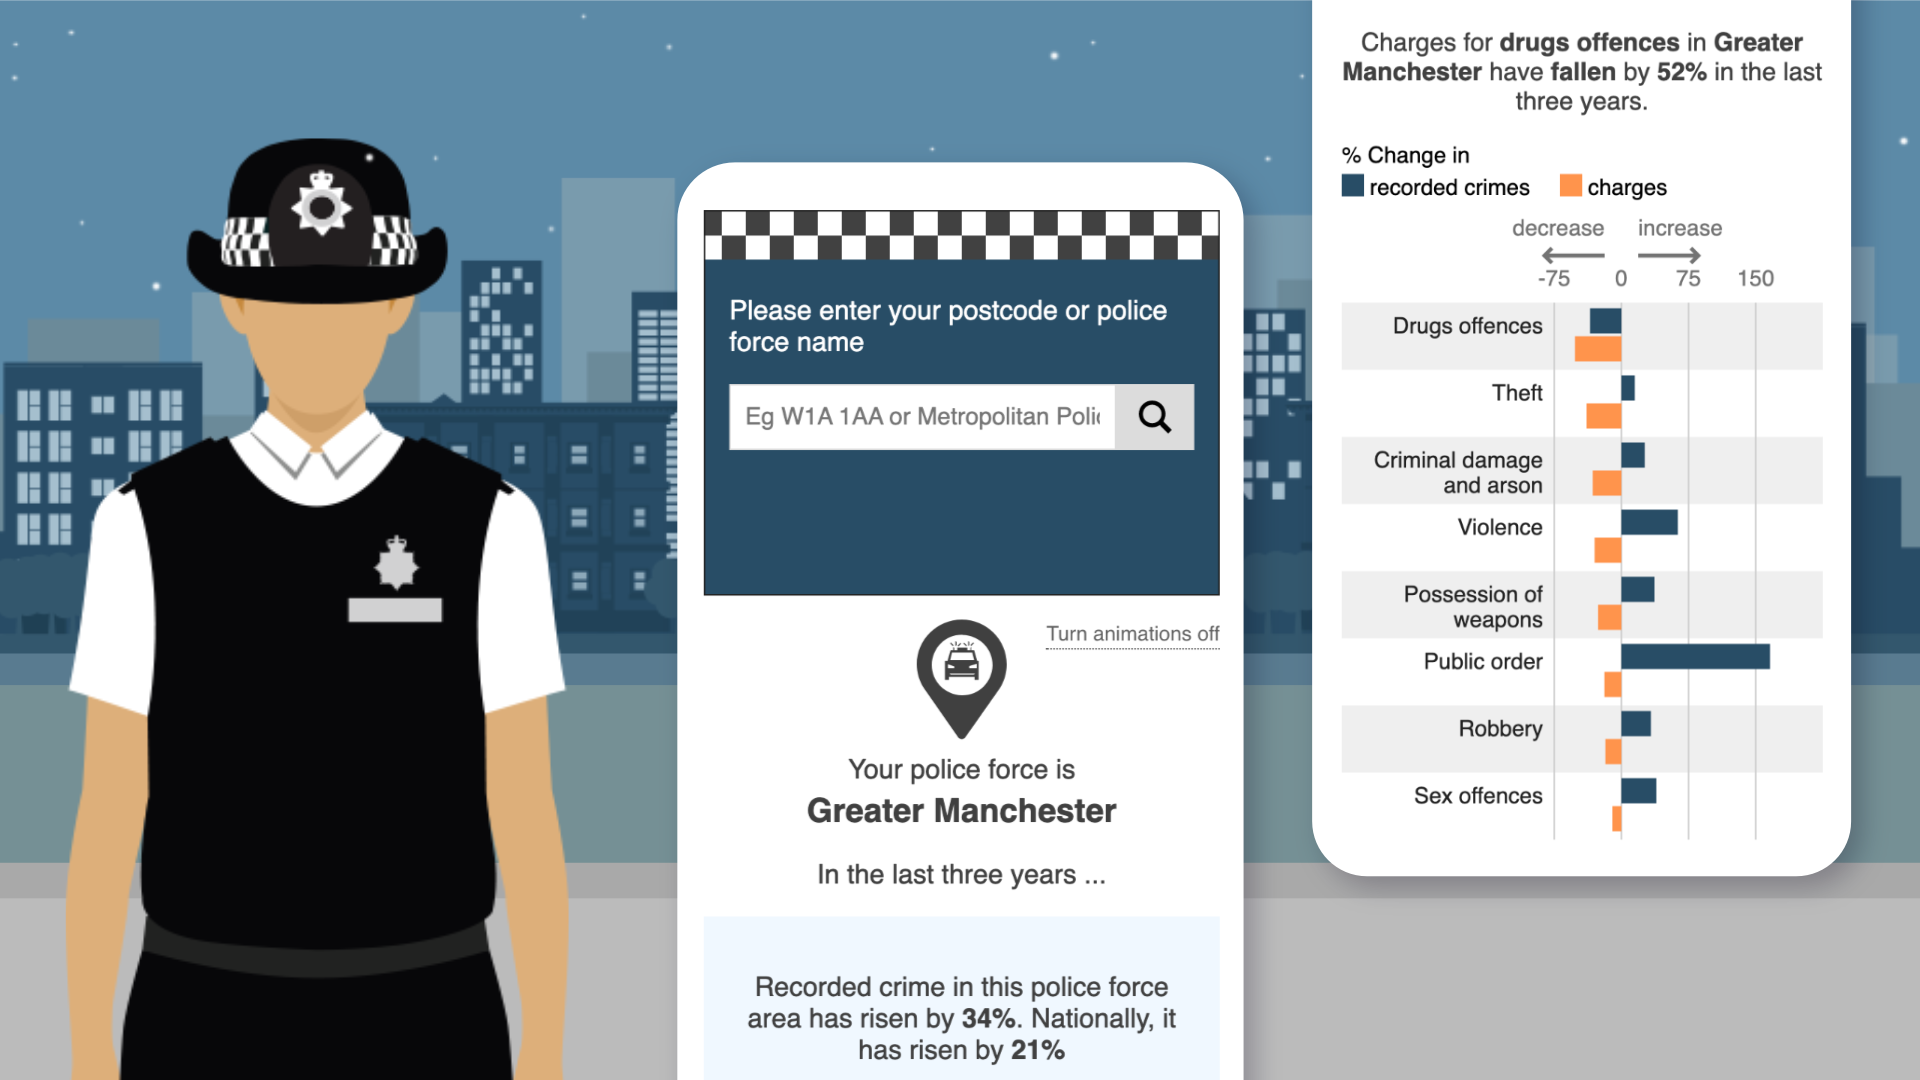 Please enter your postcode or police
force name
Eg W1A 1AA or Metropolitan Polic
Turn animations off
Your police force is
Greater Manchester
In the last three years ...
Recorded crime in this police force
area has risen by 34%. Nationally, it
has risen by 21%
Charges for drugs offences in Greater
Manchester have fallen by 52% in the last
three years.
% Change in
recorded crimes charges
decrease increase
-75 0 75 150
Drugs offences
Theft
Criminal damage
and arson
Violence
Possession of
weapons
Public order
Robbery
Sex offences